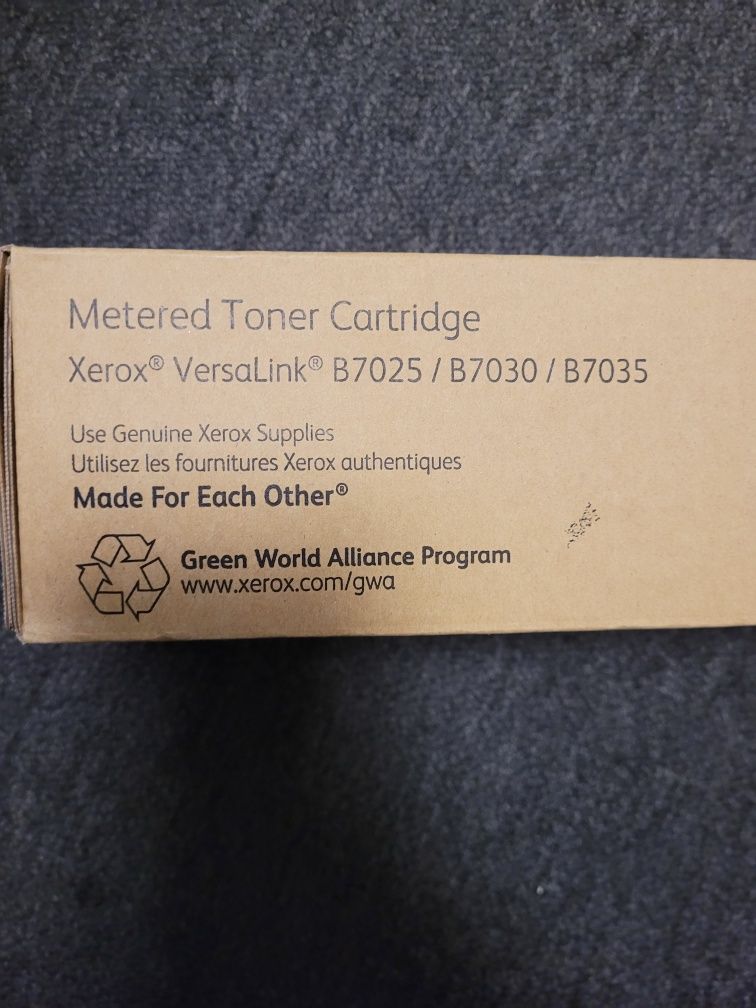 Metered Toner Cartridge
Xerox® VersaLink® B7025 / B7030 / B7035
Use Genuine Xerox Supplies
Utilisez les fournitures Xerox authentiques
Made For Each Other®
Green World Alliance Program
www.xerox.com/gwa